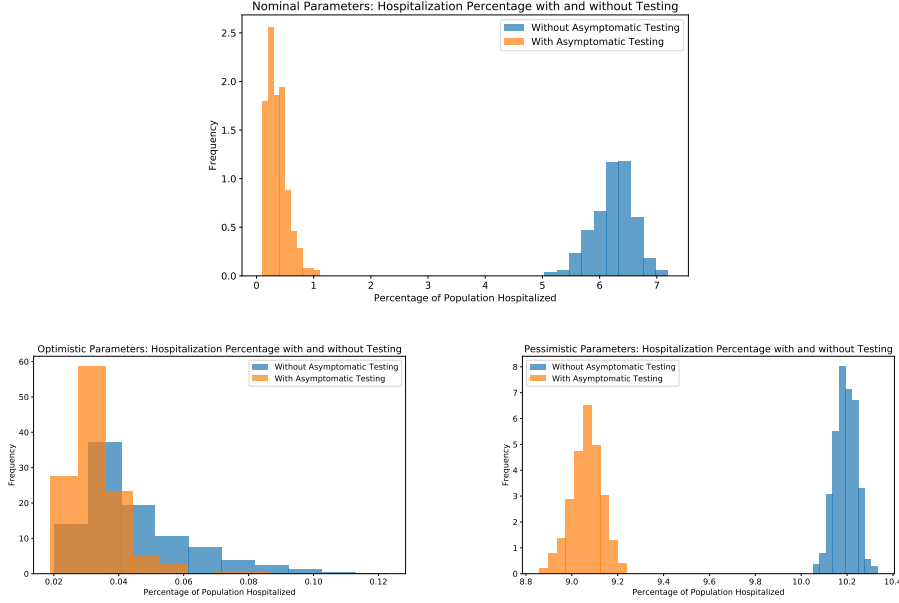 Nominal Parameters: Hospitalization Percentage with and without Testing
Without Asymptomatic Testing
With Asymptomatic Testing
2.5
2.0
1.5
1.0
0.5
0.0
Frequency
0 1 2 3 4 5 6 7
Percentage of Population Hospitalized
Optimistic Parameters: Hospitalization Percentage with and without Testing
Without Asymptomatic Testing
With Asymptomatic Testing
60
50
40
30
20
10
0
Frequency
0.02 0.04 0.06 0.08 0.10 0.12
Percentage of Population Hospitalized
Pessimistic Parameters: Hospitalization Percentage with and without Testing
Without Asymptomatic Testing
With Asymptomatic Testing
8
7
6
5
4
3
2
1
0
Frequency
8.8 9.0 9.2 9.4 9.6 9.8 10.0 10.2
Percentage of Population Hospitalized